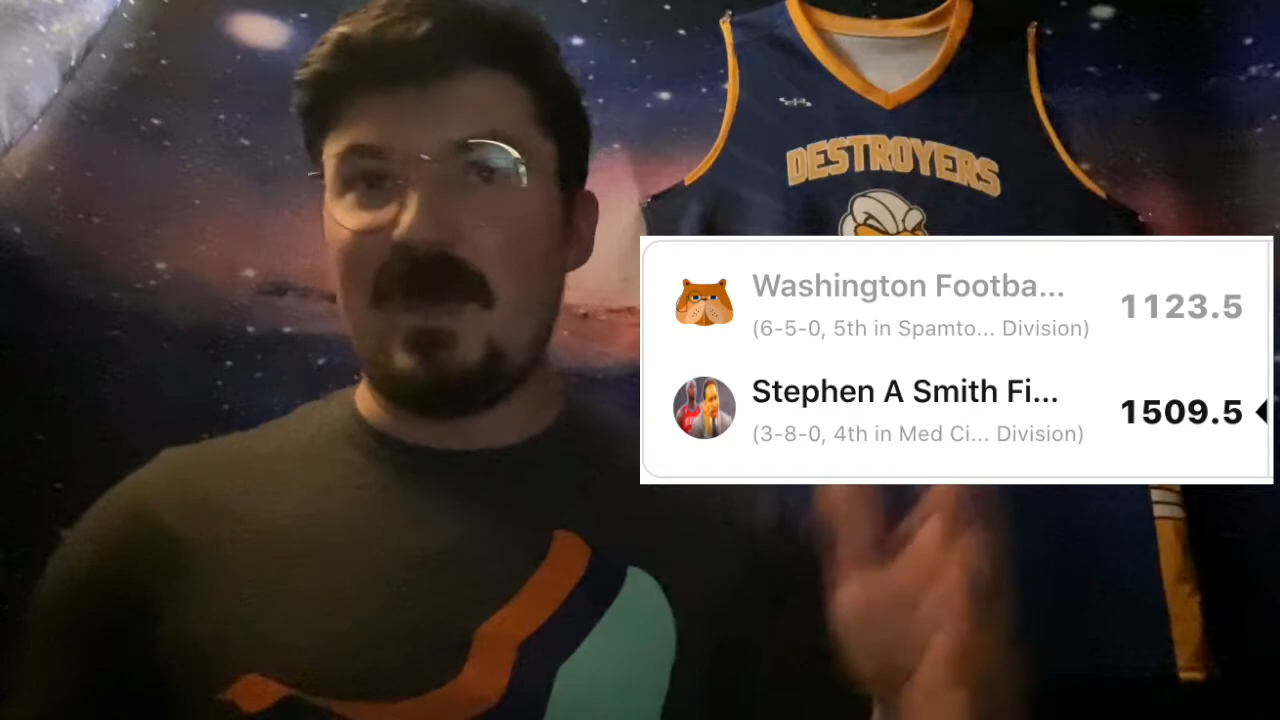 DESTROYERS
Washington Footba...
1123.5
(6-5-0, 5th in Spamto... Division)
Stephen A Smith Fi...
1509.5
(3-8-0, 4th in Med Ci... Division)